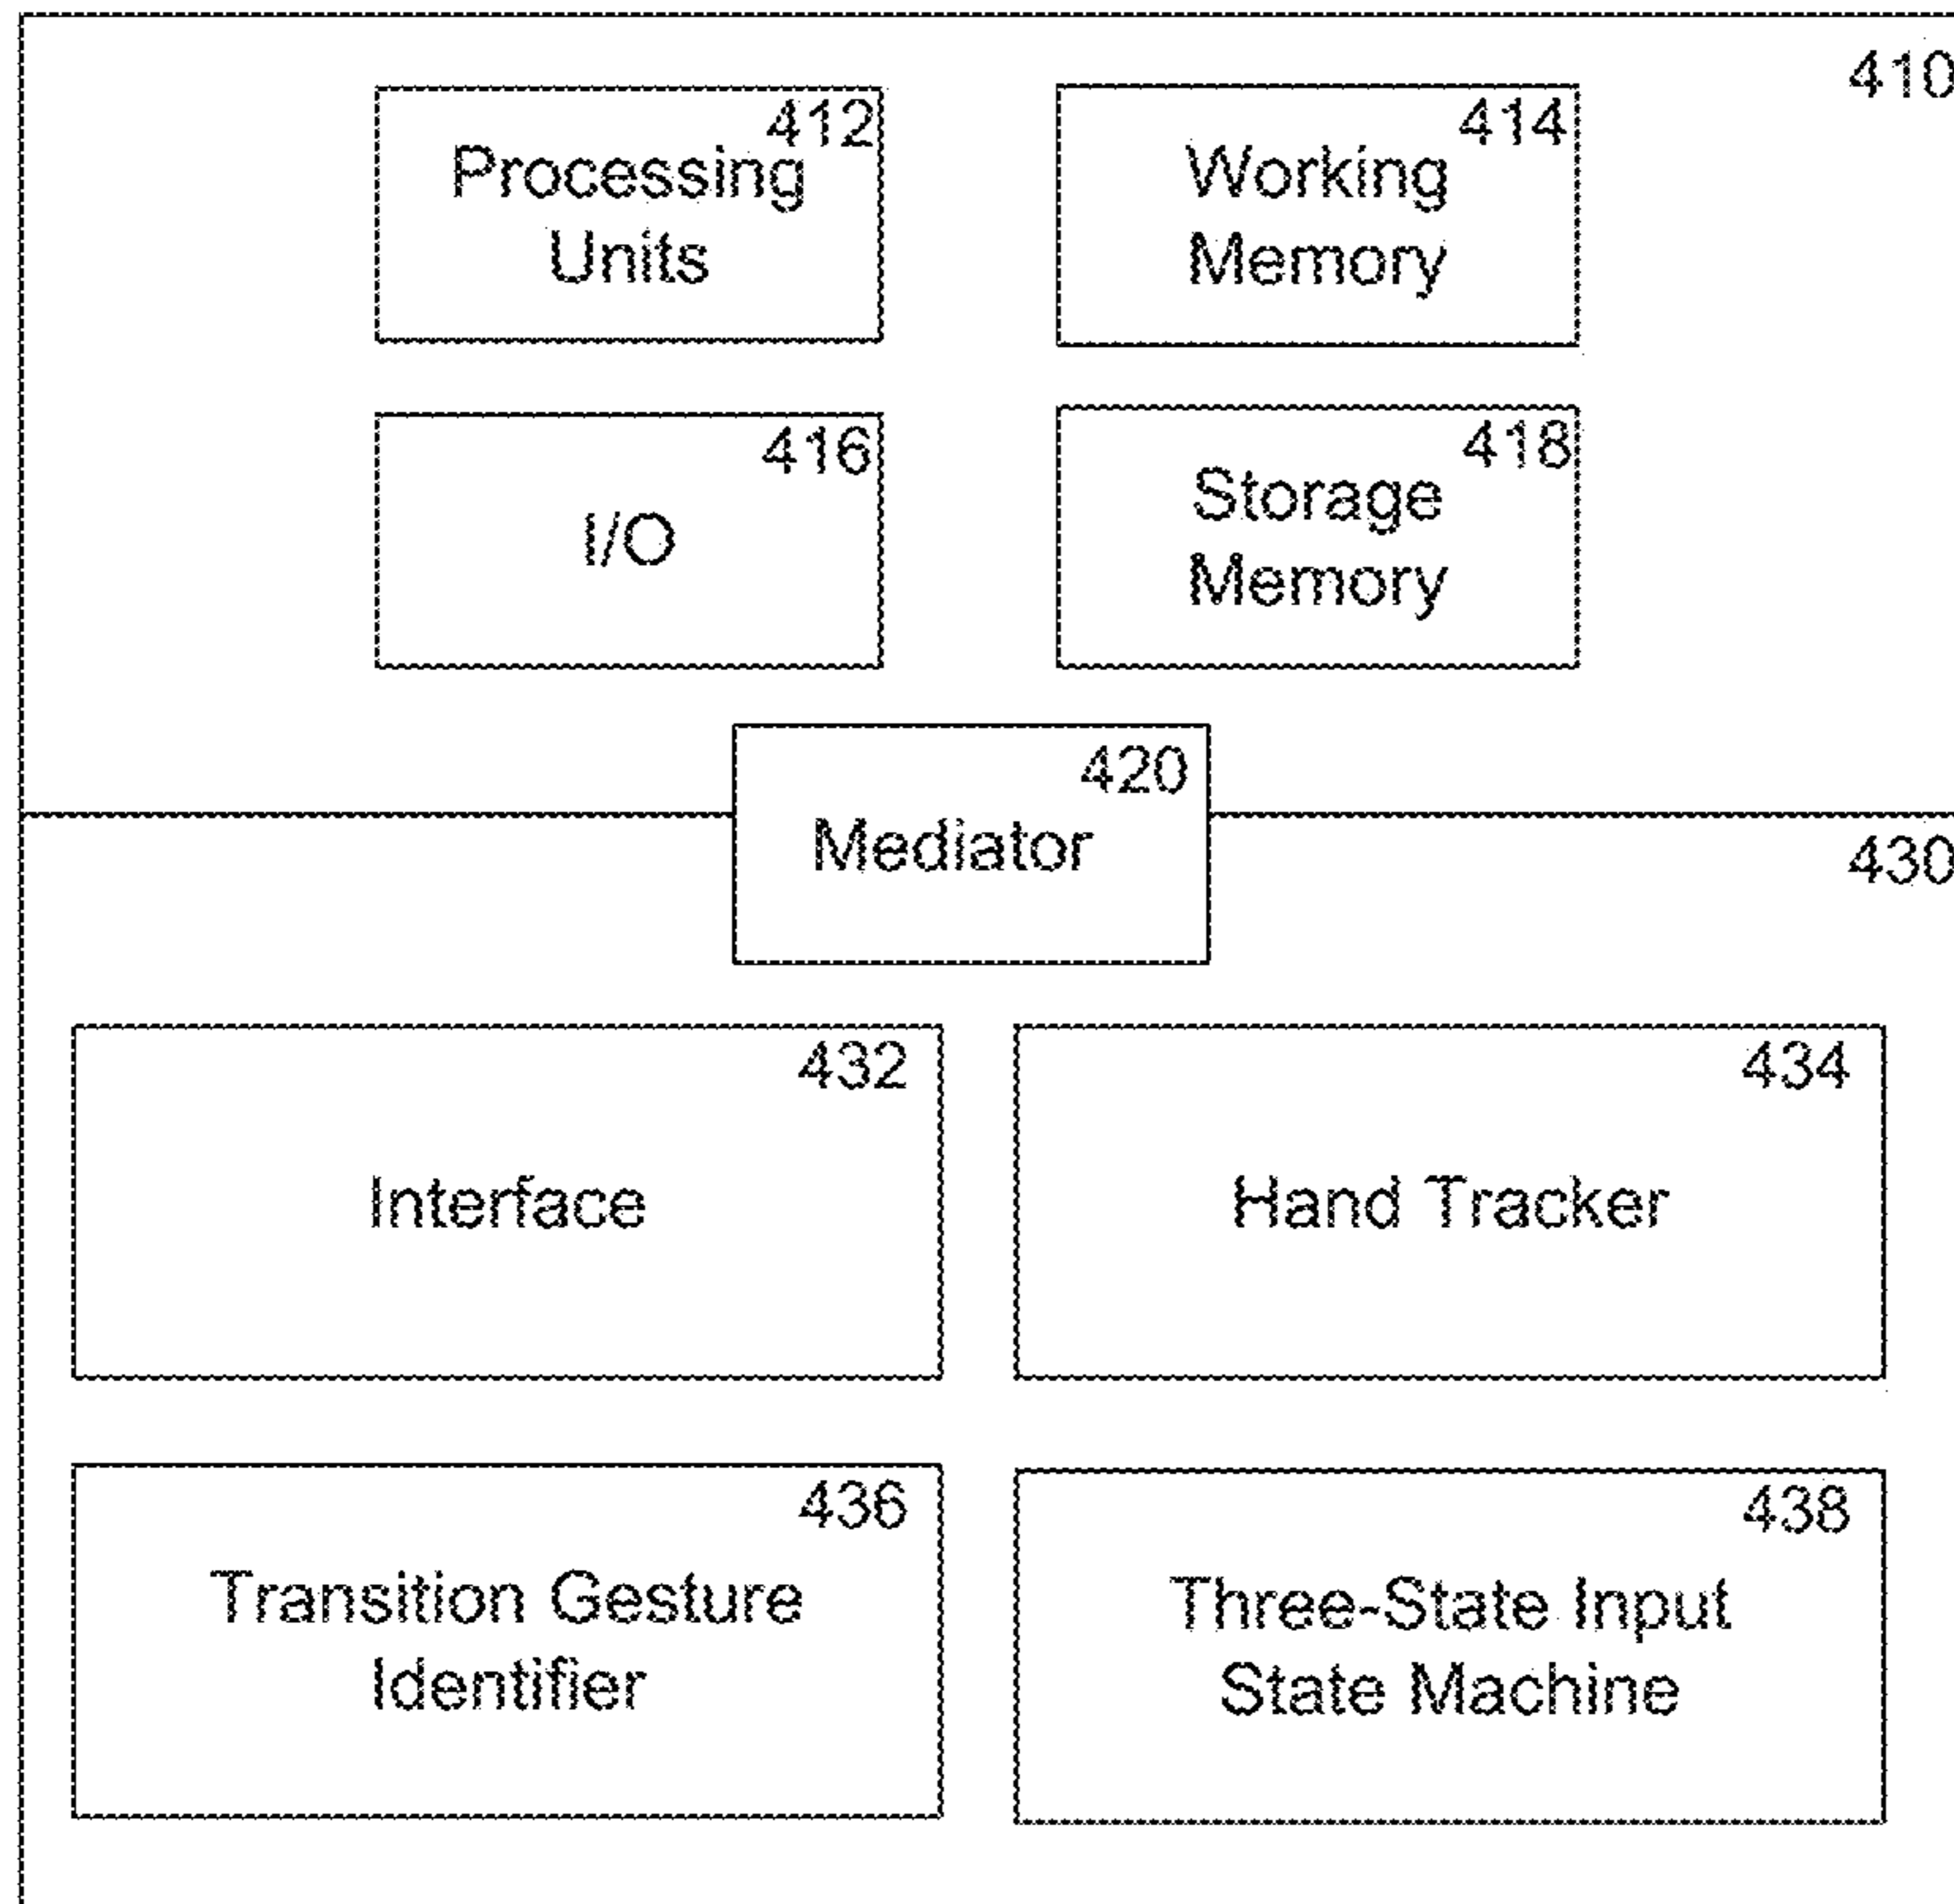 410
412
Processing
Units
414
Working
Memory
416
I/O
418
Storage
Memory
420
Mediator
430
432
Interface
434
Hand Tracker
436
Transition Gesture
Identifier
438
Three-State Input
State Machine